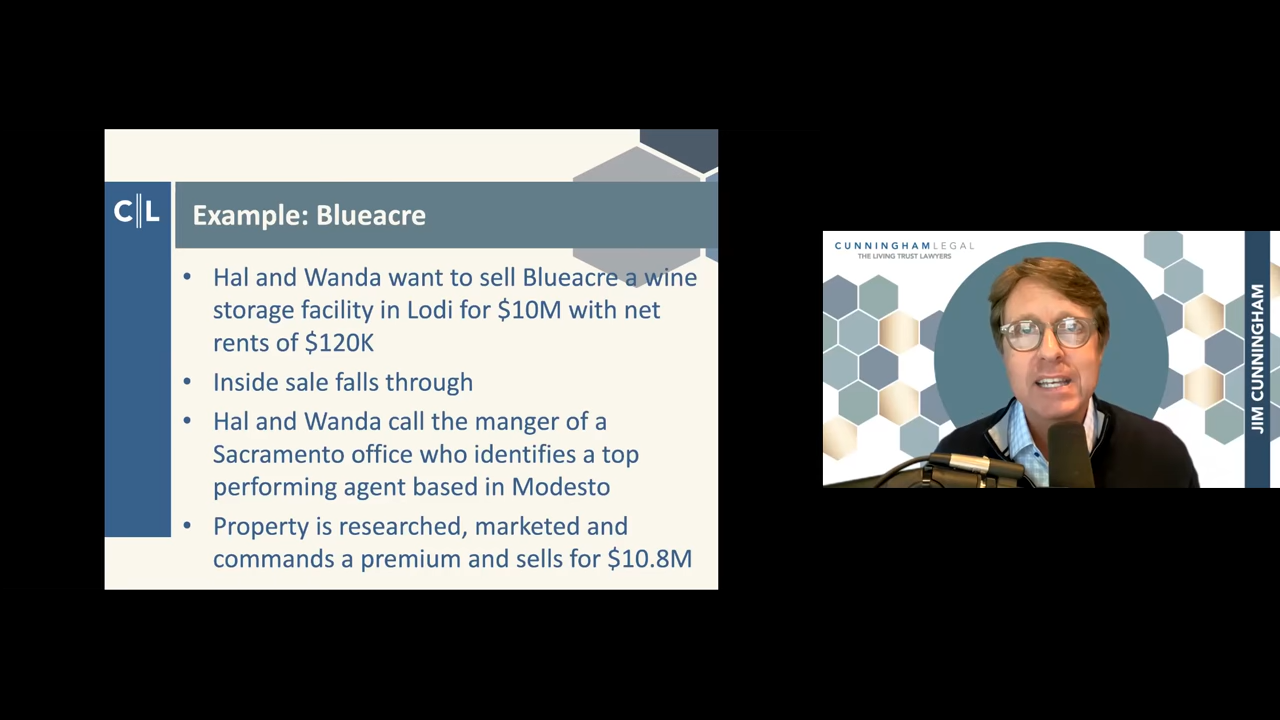 C||L
Example: Blueacre
• Hal and Wanda want to sell Blueacre a wine
storage facility in Lodi for $10M with net
rents of $120K
• Inside sale falls through
• Hal and Wanda call the manger of a
Sacramento office who identifies a top
performing agent based in Modesto
• Property is researched, marketed and
commands a premium and sells for $10.8M
CUNNINGHAMLEGAL
THE LIVING TRUST LAWYERS
JIM CUNNINGHAM